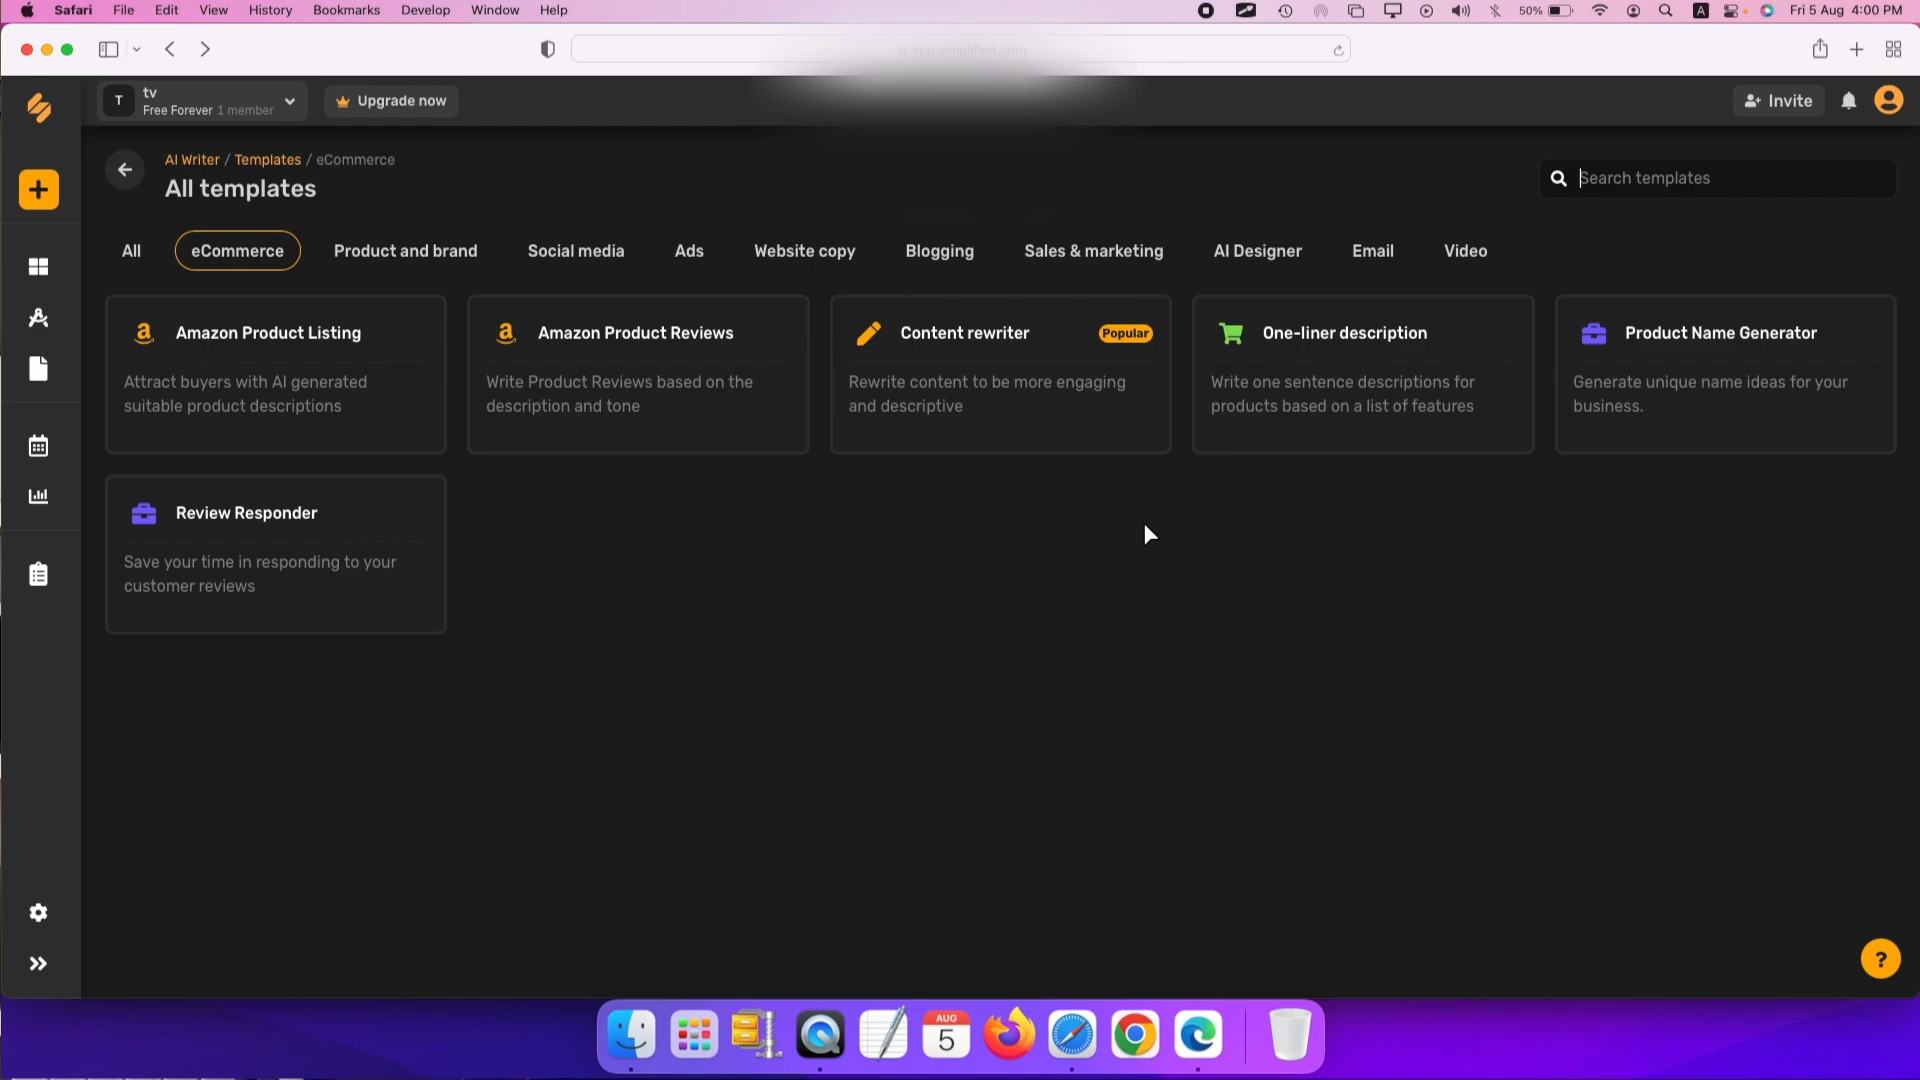 Safari File Edit View History Bookmarks Develop Window Help 50% A Fri 5 Aug 4:00 PM
app.simplified.com
T tv
Free Forever 1 member
Upgrade now
Invite
AI Writer / Templates / eCommerce
All templates
Search templates
All eCommerce Product and brand Social media Ads Website copy Blogging Sales & marketing AI Designer Email Video
Amazon Product Listing
Attract buyers with AI generated
suitable product descriptions
Amazon Product Reviews
Write Product Reviews based on the
description and tone
Content rewriter Popular
Rewrite content to be more engaging
and descriptive
One-liner description
Write one sentence descriptions for
products based on a list of features
Product Name Generator
Generate unique name ideas for your
business.
Review Responder
Save your time in responding to your
customer reviews
?
AUG
5